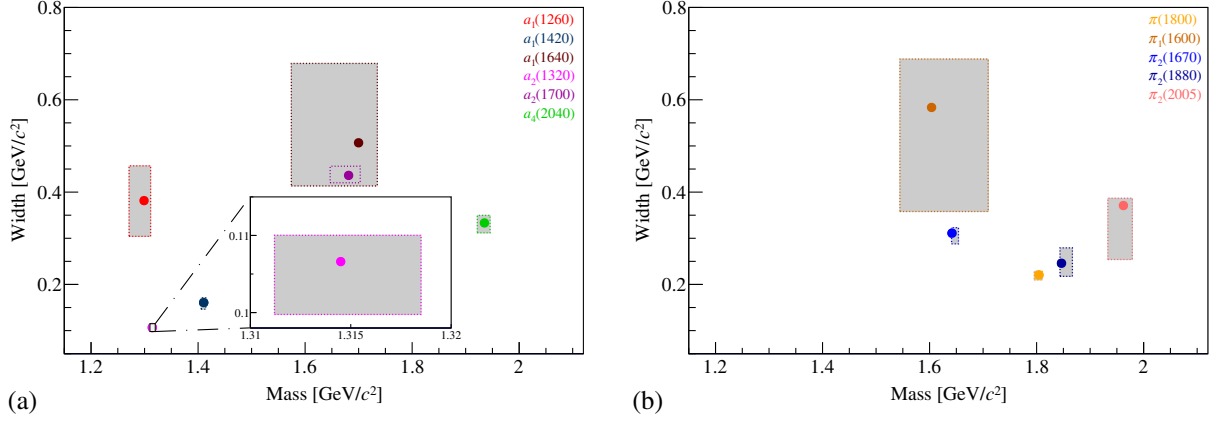 0.8
0.6
0.4
0.2
Width [GeV/c²]
a₁(1260)
a₁(1420)
a₁(1640)
a₂(1320)
a₂(1700)
a₄(2040)
0.11
0.1
1.31
1.315
1.32
1.2
1.4
1.6
1.8
2
Mass [GeV/c²]
(a)
0.8
0.6
0.4
0.2
Width [GeV/c²]
π(1800)
π₁(1600)
π₂(1670)
π₂(1880)
π₂(2005)
1.2
1.4
1.6
1.8
2
Mass [GeV/c²]
(b)